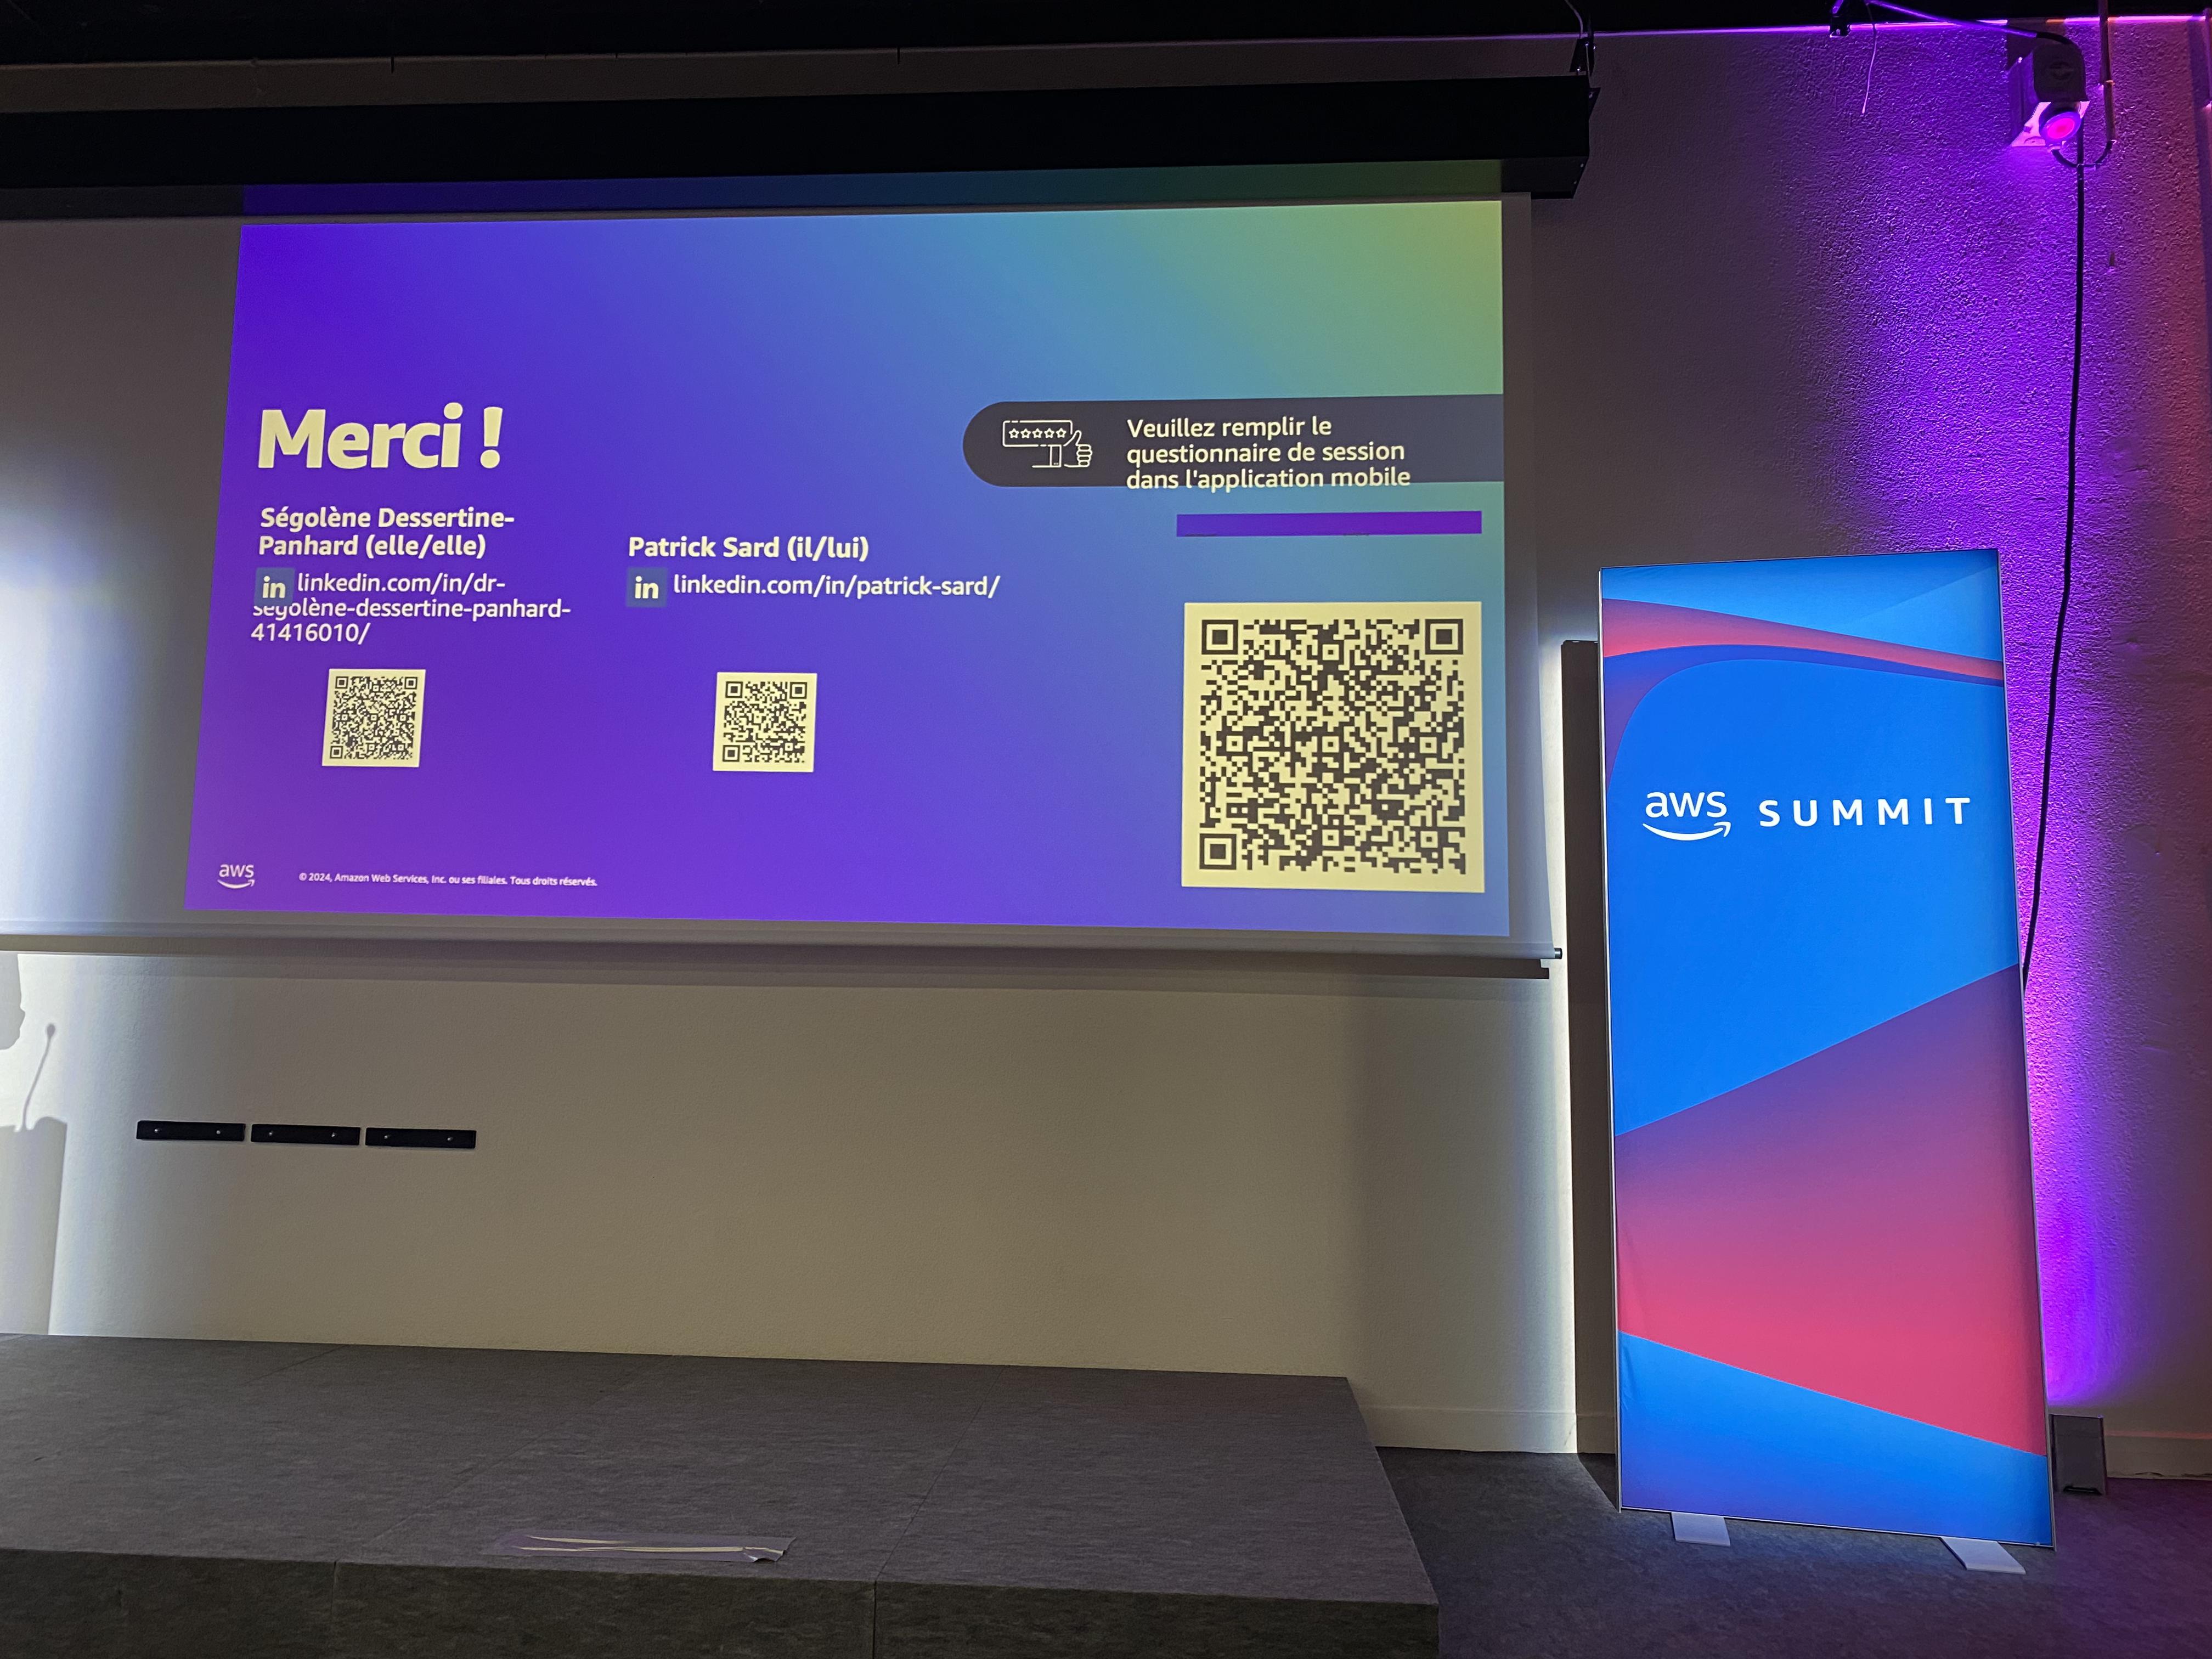 Merci !
Ségolène Dessertine-
Panhard (elle/elle)
in linkedin.com/in/dr-
segolène-dessertine-panhard-
41416010/
Patrick Sard (il/lui)
in linkedin.com/in/patrick-sard/
Veuillez remplir le
questionnaire de session
dans l'application mobile
aws
© 2024, Amazon Web Services, Inc. ou ses filiales. Tous droits réservés.
aws SUMMIT